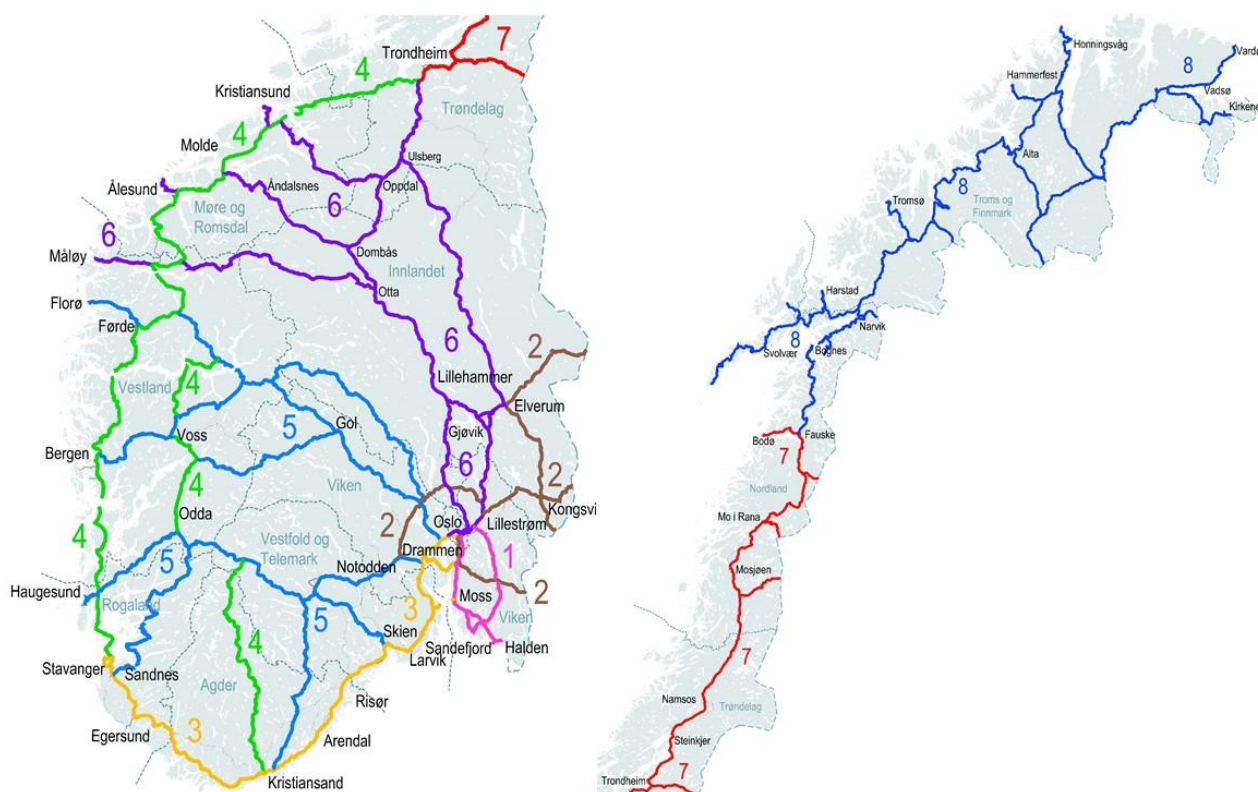 Trondheim
7
4
Kristiansund
Trøndelag
4
Molde
Ulsberg
Åndalsnes
Oppdal
Ålesund
6
Møre og
Romsdal
6
Dombås
Måløy
Innlandet
Otta
Florø
Førde
6
2
Lillehammer
4
Vestland
Elverum
Gol
Gjøvik
5
Voss
Bergen
6
2
4
Viken
Odda
Kongsvi
Oslo
Lillestrøm
4
2
Vestfold og
Telemark
Drammen
1
5
Notodden
2
Haugesund
Moss
Rogaland
3
Viken
5
4
Skien
Sandefjord
Halden
Larvik
Stavanger
Sandnes
Agder
Risør
3
Egersund
Arendal
Kristiansand
Honningsvåg
Vardø
8
Hammerfest
Vadsø
Kirkene
Alta
8
Tromsø
Troms og
Finnmark
Harstad
Narvik
8
Svolvær
Bognes
Bodø
Fauske
7
Nordland
Mo i Rana
Mosjøen
7
Namsos
Trøndelag
Steinkjer
Trondheim
7